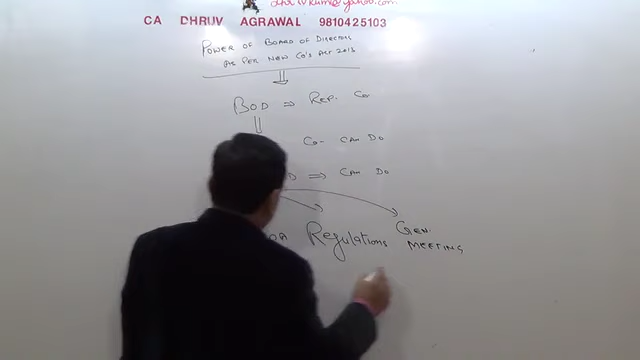 CA DHRUV AGRAWAL 9810425103
POWER OF BOARD OF DIRECTORS
AS PER NEW CO'S ACT 2013
BOD ⇒ REP. Co.
Co- CAN DO
D ⇒ CAN DO
Regulations
GEN.
MEETING